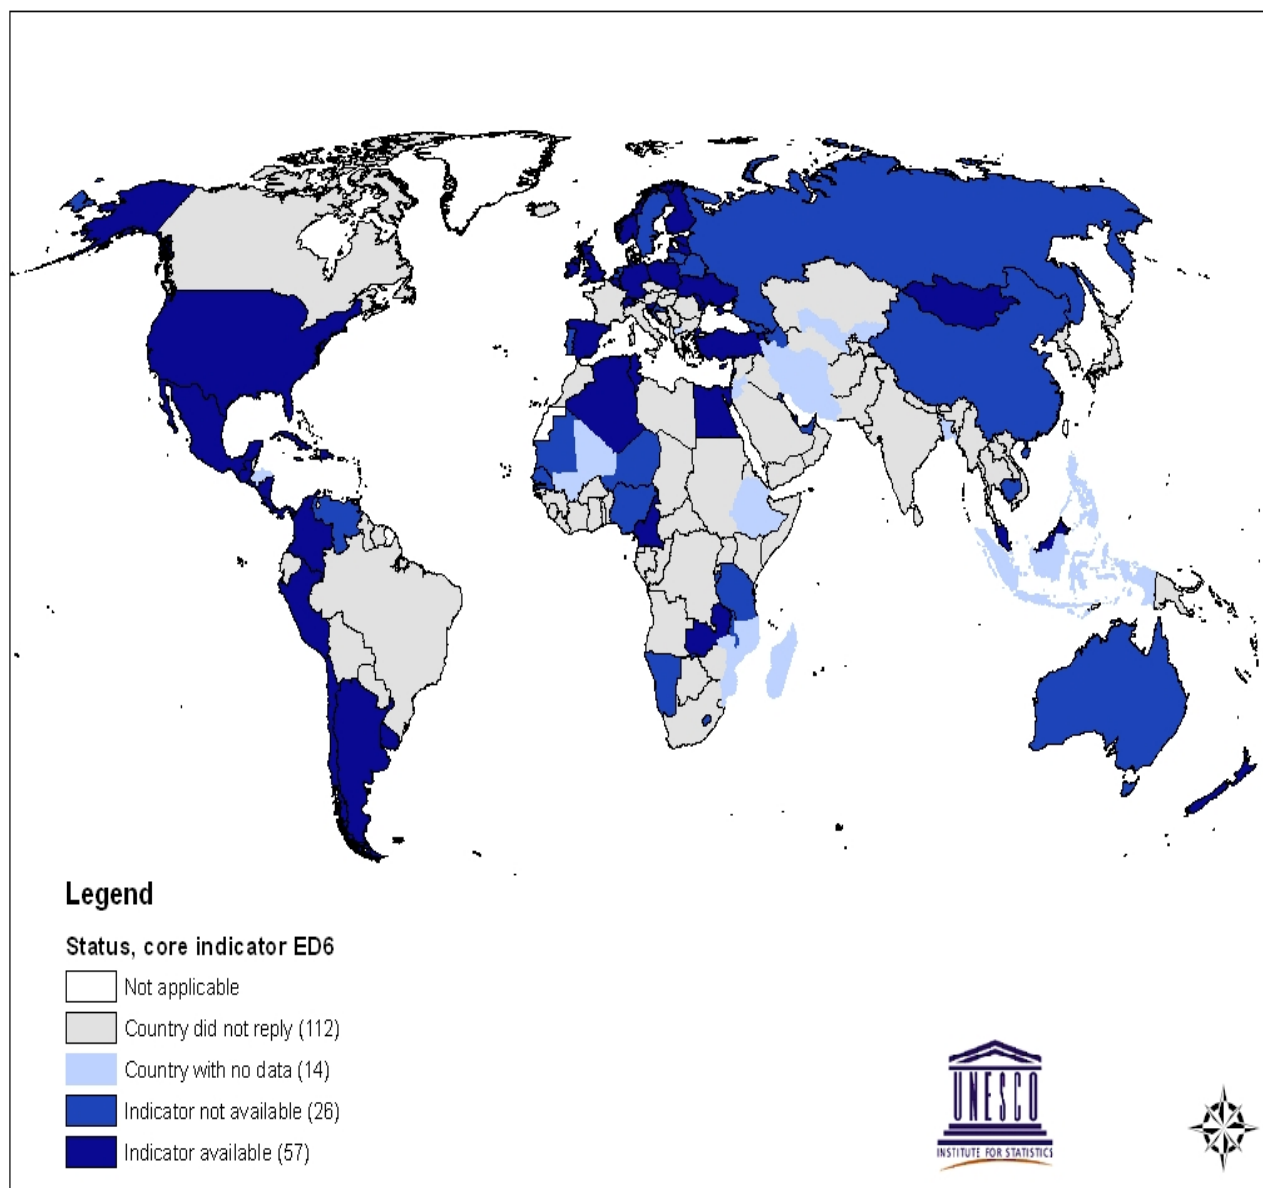 Legend
Status, core indicator ED6
Not applicable
Country did not reply (112)
Country with no data (14)
Indicator not available (26)
Indicator available (57)
UNESCO
INSTITUTE FOR STATISTICS